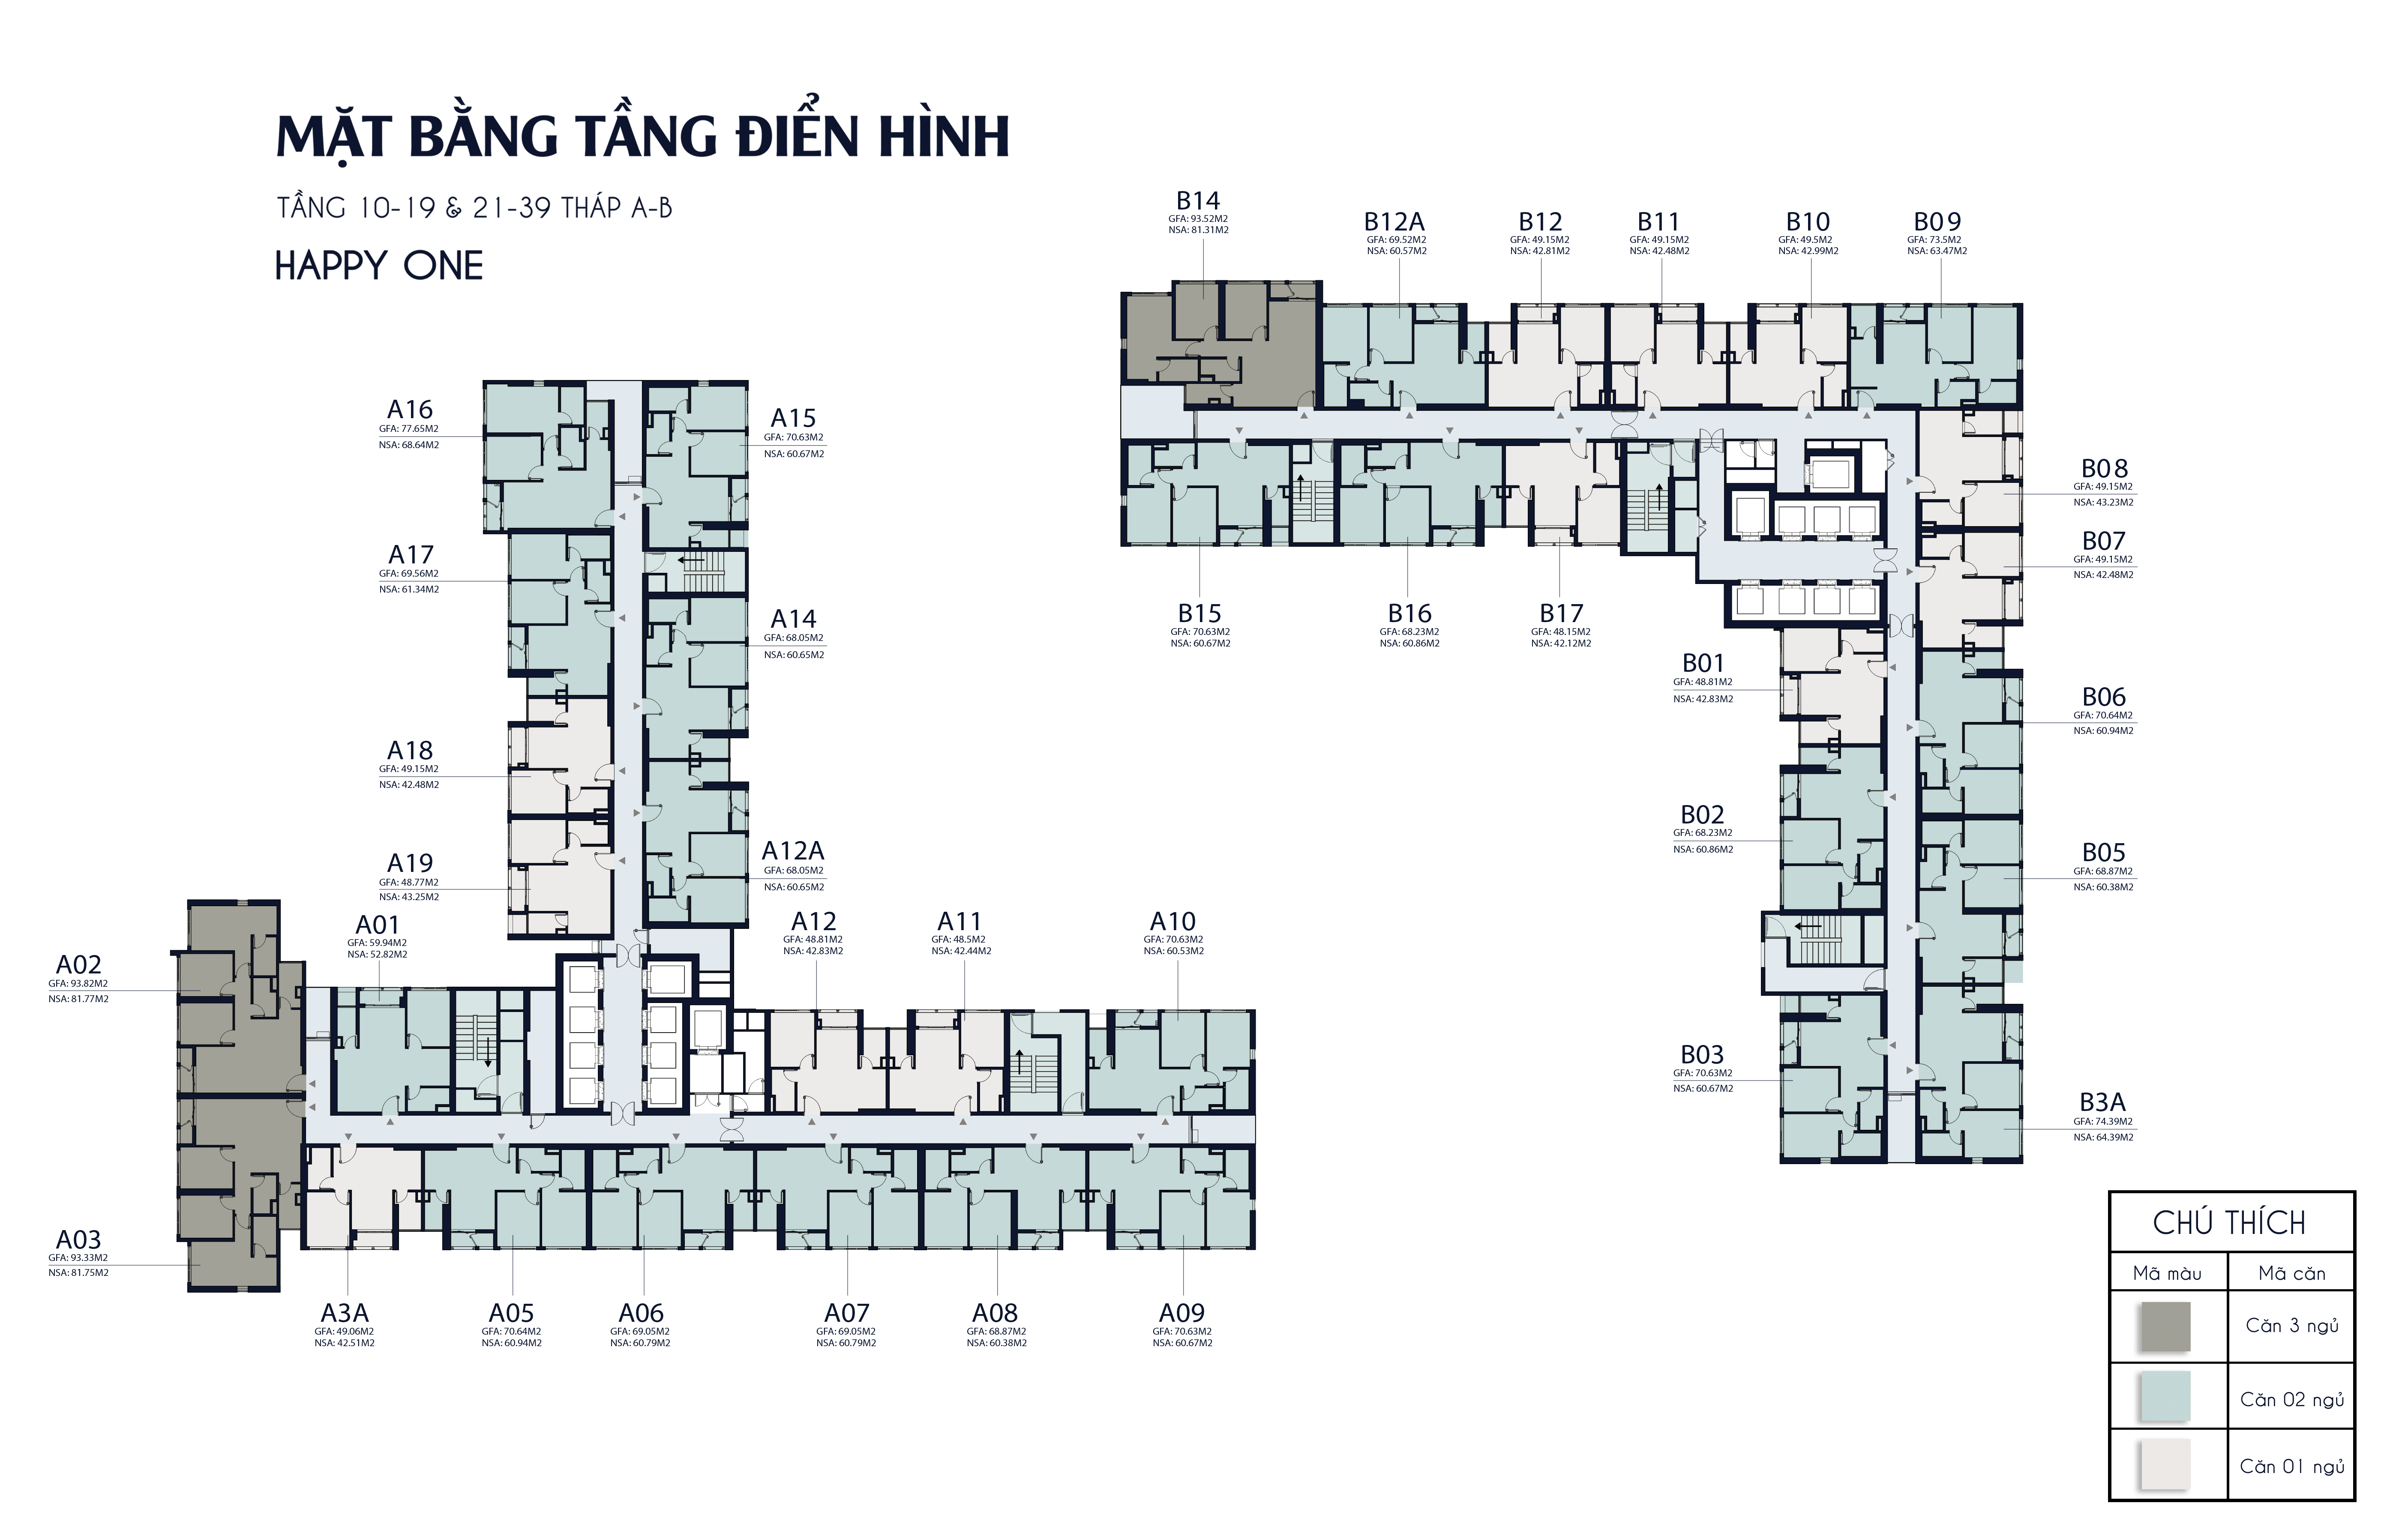 MẶT BẰNG TẦNG ĐIỂN HÌNH
TẦNG 10-19 & 21-39 THÁP A-B
HAPPY ONE
B14
GFA: 93.52M2
NSA: 81.31M2
B12A
GFA: 69.52M2
NSA: 60.57M2
B12
GFA: 49.15M2
NSA: 42.81M2
B11
GFA: 49.15M2
NSA: 42.48M2
B10
GFA: 49.5M2
NSA: 42.99M2
B09
GFA: 73.5M2
NSA: 63.47M2
A16
GFA: 77.65M2
NSA: 68.64M2
A15
GFA: 70.63M2
NSA: 60.67M2
B08
GFA: 49.15M2
NSA: 43.23M2
A17
GFA: 69.56M2
NSA: 61.34M2
B07
GFA: 49.15M2
NSA: 42.48M2
A14
GFA: 68.05M2
NSA: 60.65M2
B15
GFA: 70.63M2
NSA: 60.67M2
B16
GFA: 68.23M2
NSA: 60.86M2
B17
GFA: 48.15M2
NSA: 42.12M2
B01
GFA: 48.81M2
NSA: 42.83M2
B06
GFA: 70.64M2
NSA: 60.94M2
A18
GFA: 49.15M2
NSA: 42.48M2
B02
GFA: 68.23M2
NSA: 60.86M2
A12A
GFA: 68.05M2
NSA: 60.65M2
B05
GFA: 68.87M2
NSA: 60.38M2
A19
GFA: 48.77M2
NSA: 43.25M2
A01
GFA: 59.94M2
NSA: 52.82M2
A12
GFA: 48.81M2
NSA: 42.83M2
A11
GFA: 48.5M2
NSA: 42.44M2
A10
GFA: 70.63M2
NSA: 60.53M2
A02
GFA: 93.82M2
NSA: 81.77M2
B03
GFA: 70.63M2
NSA: 60.67M2
B3A
GFA: 74.39M2
NSA: 64.39M2
A03
GFA: 93.33M2
NSA: 81.75M2
A3A
GFA: 49.06M2
NSA: 42.51M2
A05
GFA: 70.64M2
NSA: 60.94M2
A06
GFA: 69.05M2
NSA: 60.79M2
A07
GFA: 69.05M2
NSA: 60.79M2
A08
GFA: 68.87M2
NSA: 60.38M2
A09
GFA: 70.63M2
NSA: 60.67M2
CHÚ THÍCH
Mã màu Mã căn
Căn 3 ngủ
Căn 02 ngủ
Căn 01 ngủ